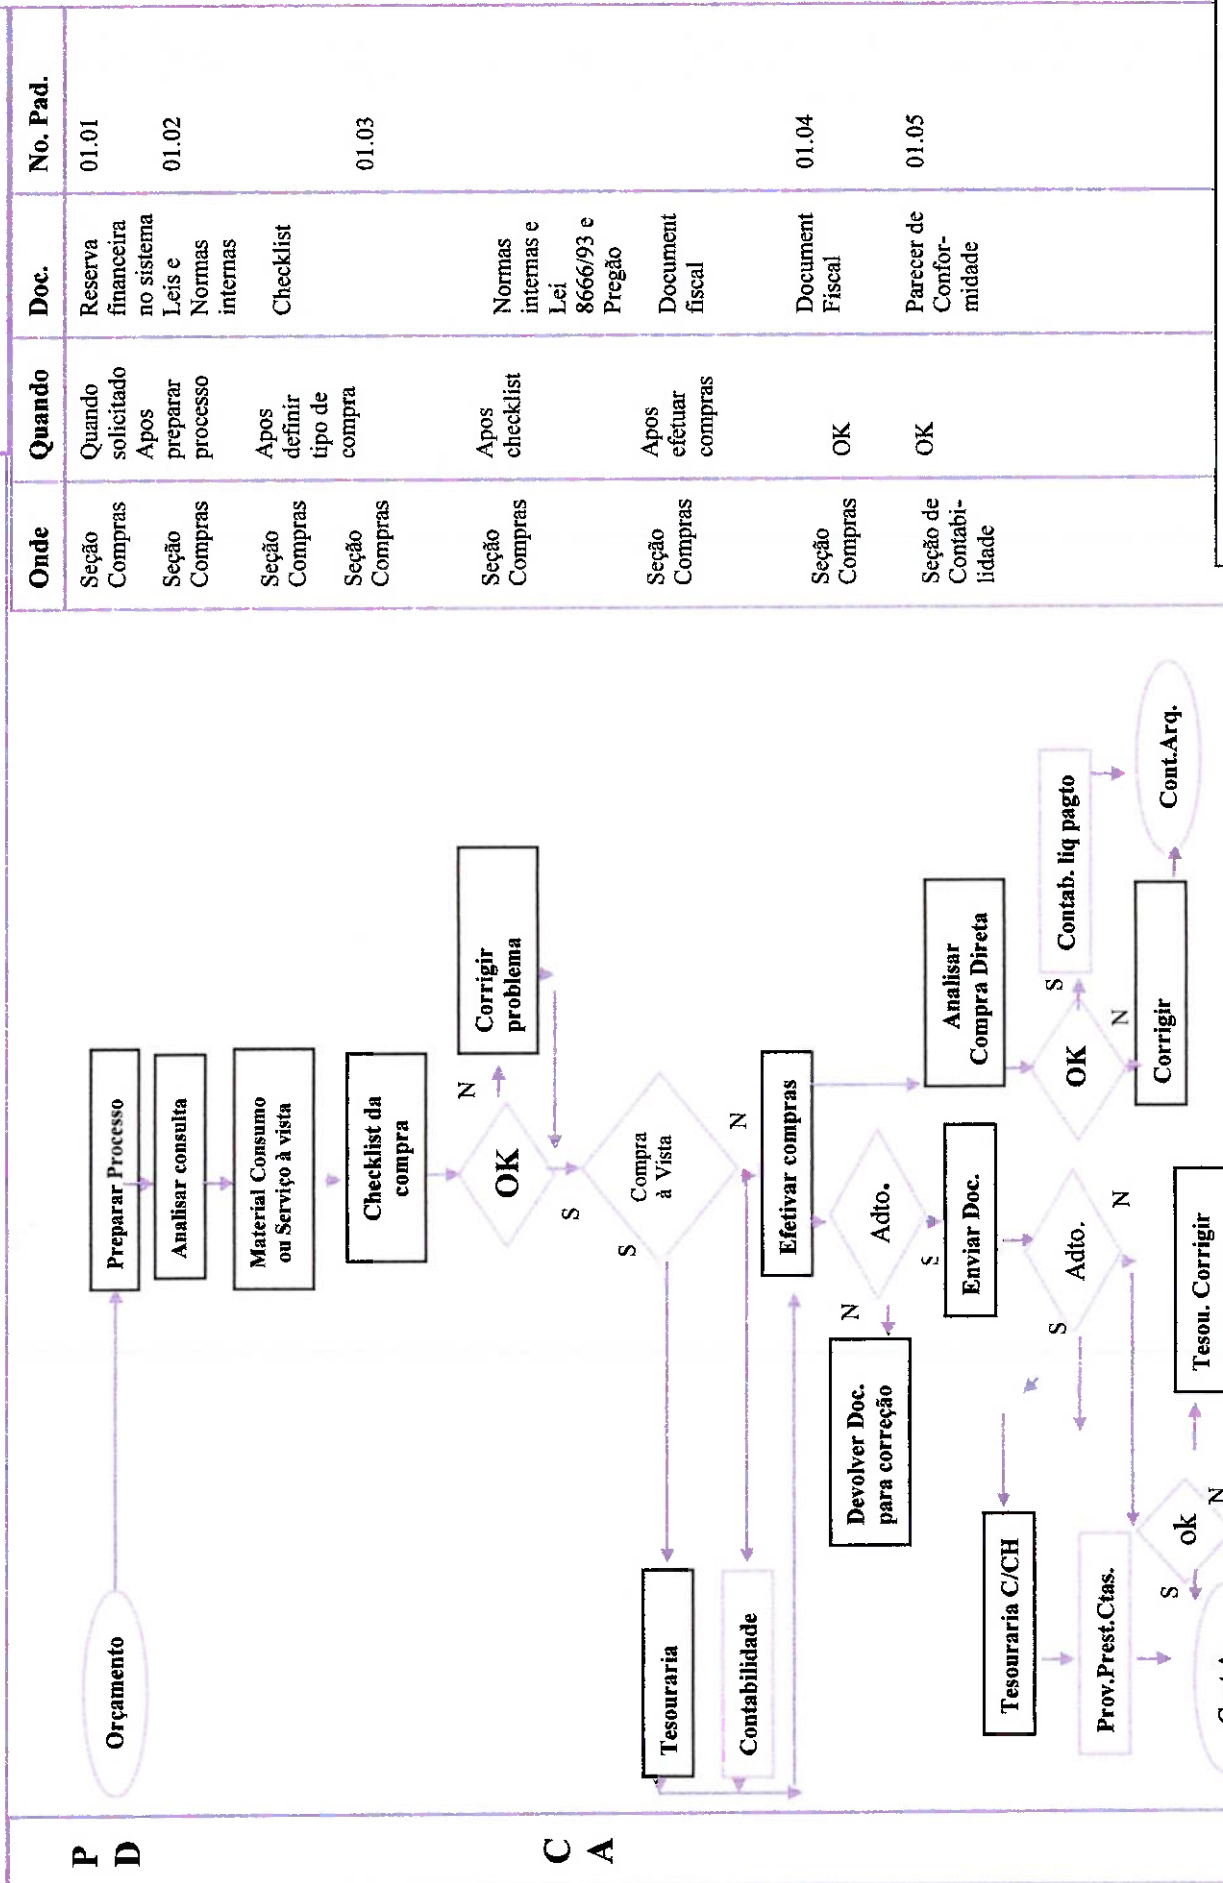 Onde Quando Doc. No. Pad.
P
D
C
A
Orçamento
Preparar Processo
Analisar consulta
Material Consumo
ou Serviço à vista
Checklist da
compra
OK
N
S
Corrigir
problema
Compra
à Vista
S
N
Tesouraria
Contabilidade
Efetivar compras
Adto.
N
S
Devolver Doc.
para correção
Enviar Doc.
Adto.
S
N
Analisar
Compra Direta
OK
S
N
Contab. liq pagto
Corrigir
Cont.Arq.
Tesouraria C/CH
Prov.Prest.Ctas.
ok
S
N
Tesou. Corrigir
Seção
Compras
Seção
Compras
Seção
Compras
Seção
Compras
Seção
Compras
Seção
Compras
Seção
Compras
Seção de
Contabi-
lidade
Quando
solicitado
Apos
preparar
processo
Apos
definir
tipo de
compra
Apos
checklist
Apos
efetuar
compras
OK
OK
Reserva
financeira
no sistema
Leis e
Normas
internas
Checklist
Normas
internas e
Lei
8666/93 e
Pregão
Document
fiscal
Document
Fiscal
Parecer de
Confor-
midade
01.01
01.02
01.03
01.04
01.05